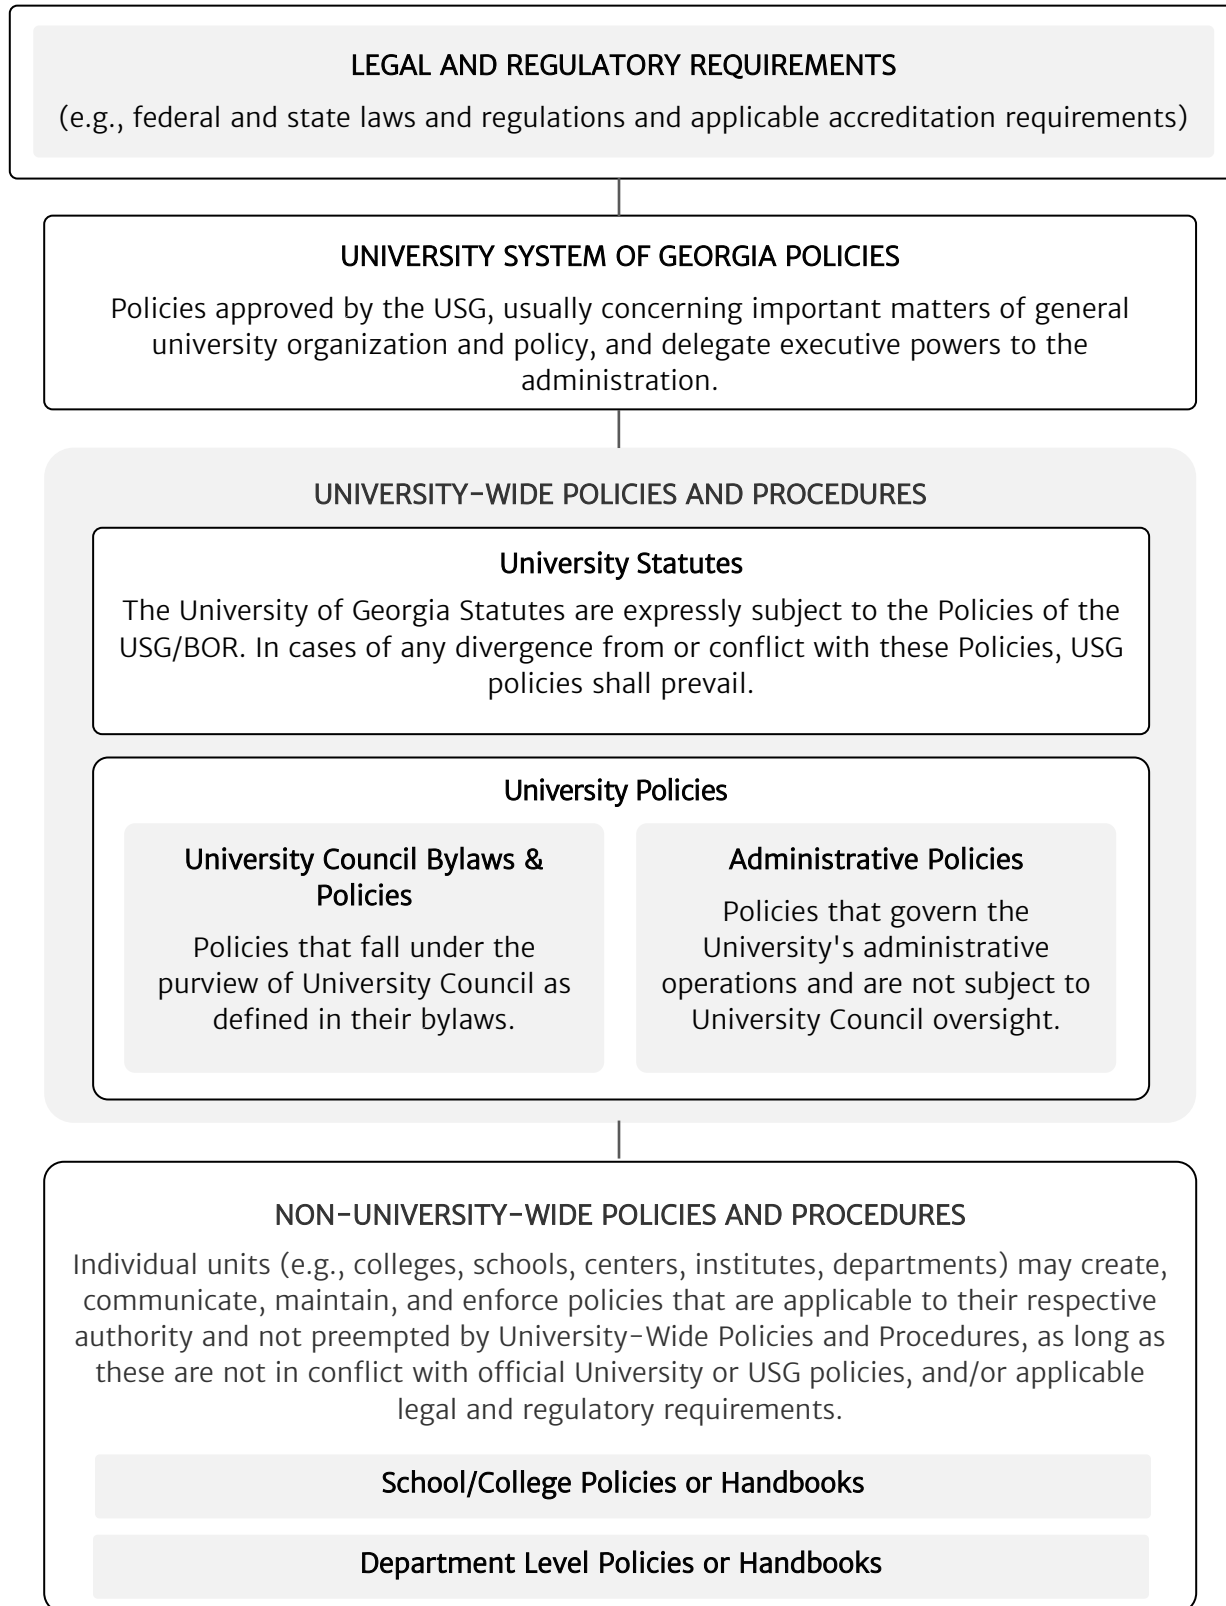 LEGAL AND REGULATORY REQUIREMENTS
(e.g., federal and state laws and regulations and applicable accreditation requirements)
UNIVERSITY SYSTEM OF GEORGIA POLICIES
Policies approved by the USG, usually concerning important matters of general
university organization and policy, and delegate executive powers to the
administration.
UNIVERSITY-WIDE POLICIES AND PROCEDURES
University Statutes
The University of Georgia Statutes are expressly subject to the Policies of the
USG/BOR. In cases of any divergence from or conflict with these Policies, USG
policies shall prevail.
University Policies
University Council Bylaws &
Policies
Policies that fall under the
purview of University Council as
defined in their bylaws.
Administrative Policies
Policies that govern the
University's administrative
operations and are not subject to
University Council oversight.
NON-UNIVERSITY-WIDE POLICIES AND PROCEDURES
Individual units (e.g., colleges, schools, centers, institutes, departments) may create,
communicate, maintain, and enforce policies that are applicable to their respective
authority and not preempted by University-Wide Policies and Procedures, as long as
these are not in conflict with official University or USG policies, and/or applicable
legal and regulatory requirements.
School/College Policies or Handbooks
Department Level Policies or Handbooks